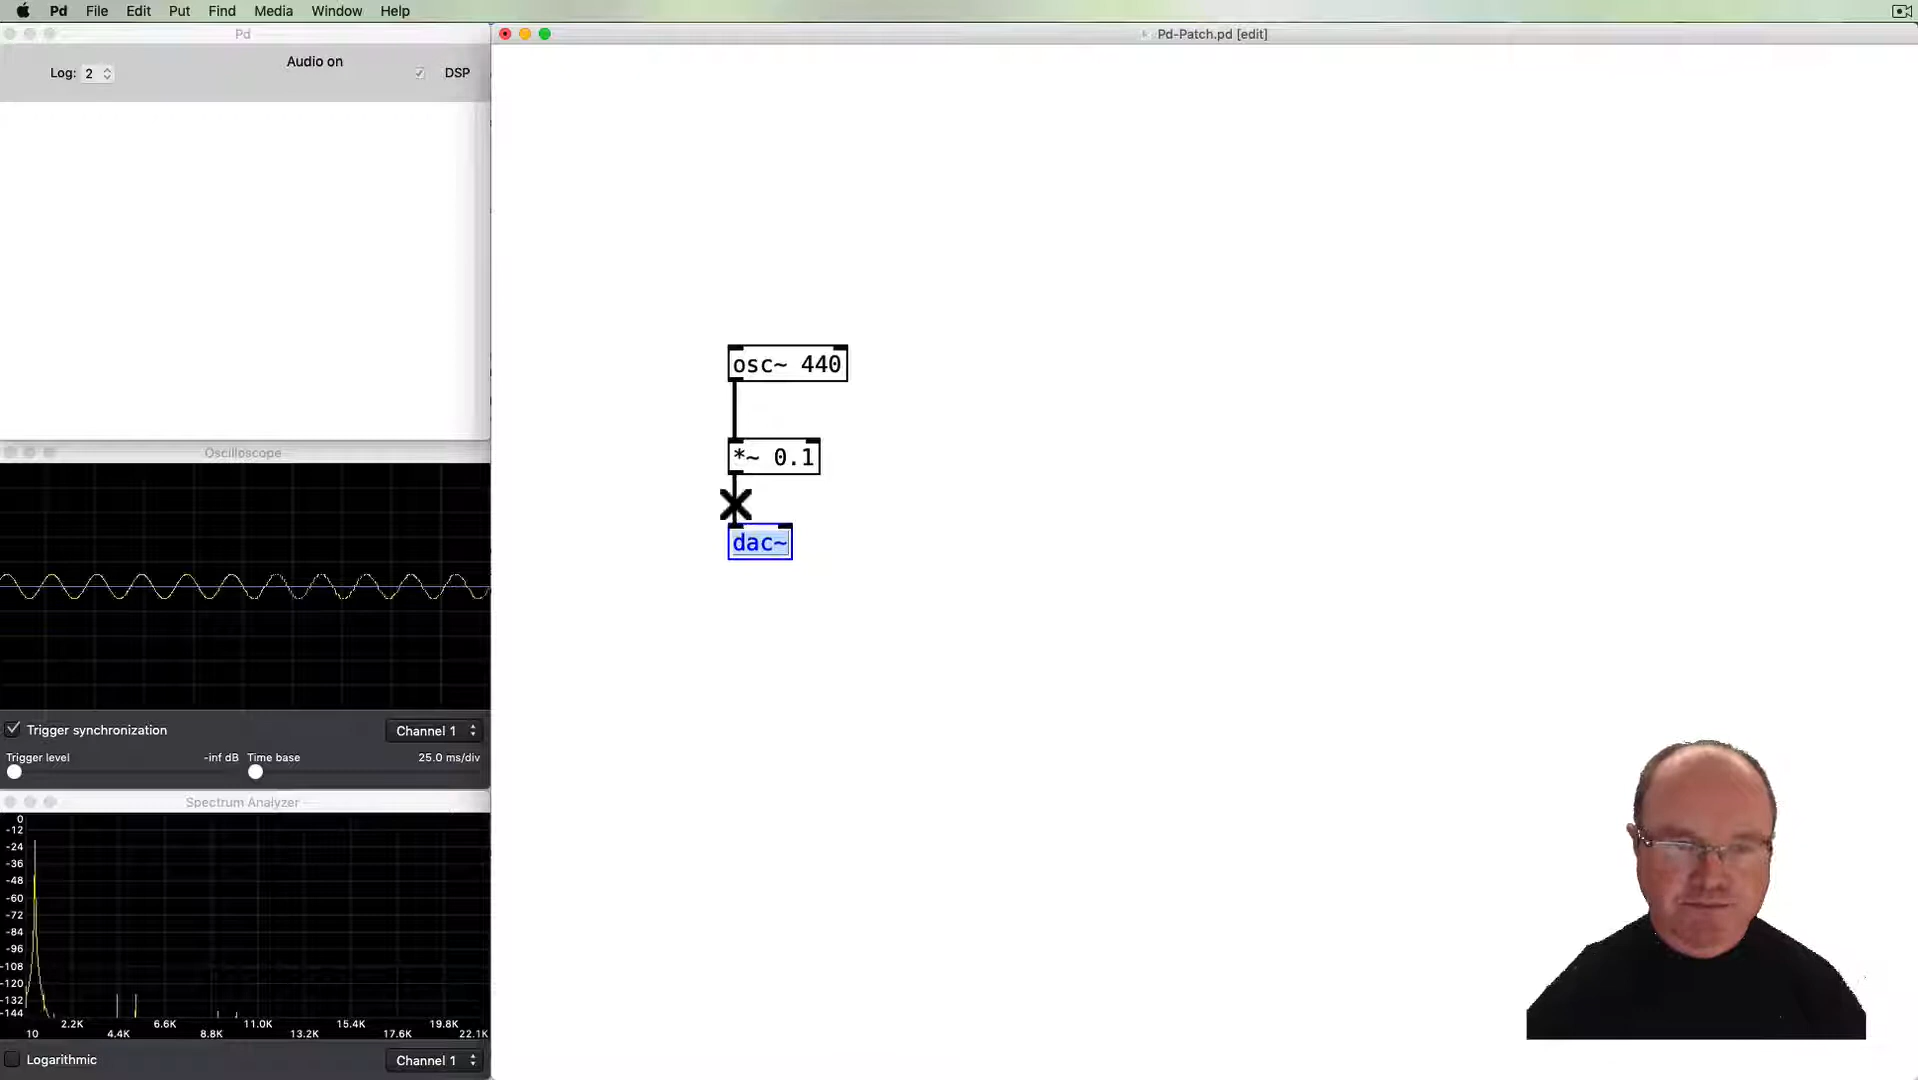 Pd File Edit Put Find Media Window Help
Pd
Audio on
Log: 2
DSP
Pd-Patch.pd [edit]
osc~ 440
*~ 0.1
dac~
Oscilloscope
Trigger synchronization
Channel 1
Trigger level
-inf dB
Time base
25.0 ms/div
Spectrum Analyzer
0
-12
-24
-36
-48
-60
-72
-84
-96
-108
-120
-132
-144
2.2K 6.6K 11.0K 15.4K 19.8K
10 4.4K 8.8K 13.2K 17.6K 22.1K
Logarithmic
Channel 1